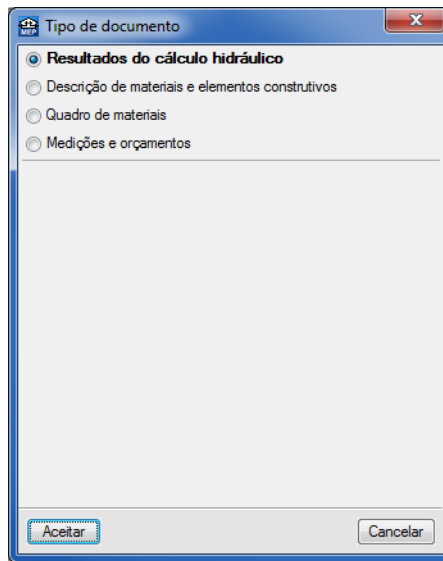 MEP Tipo de documento
Resultados do cálculo hidráulico
Descrição de materiais e elementos construtivos
Quadro de materiais
Medições e orçamentos
Aceitar Cancelar